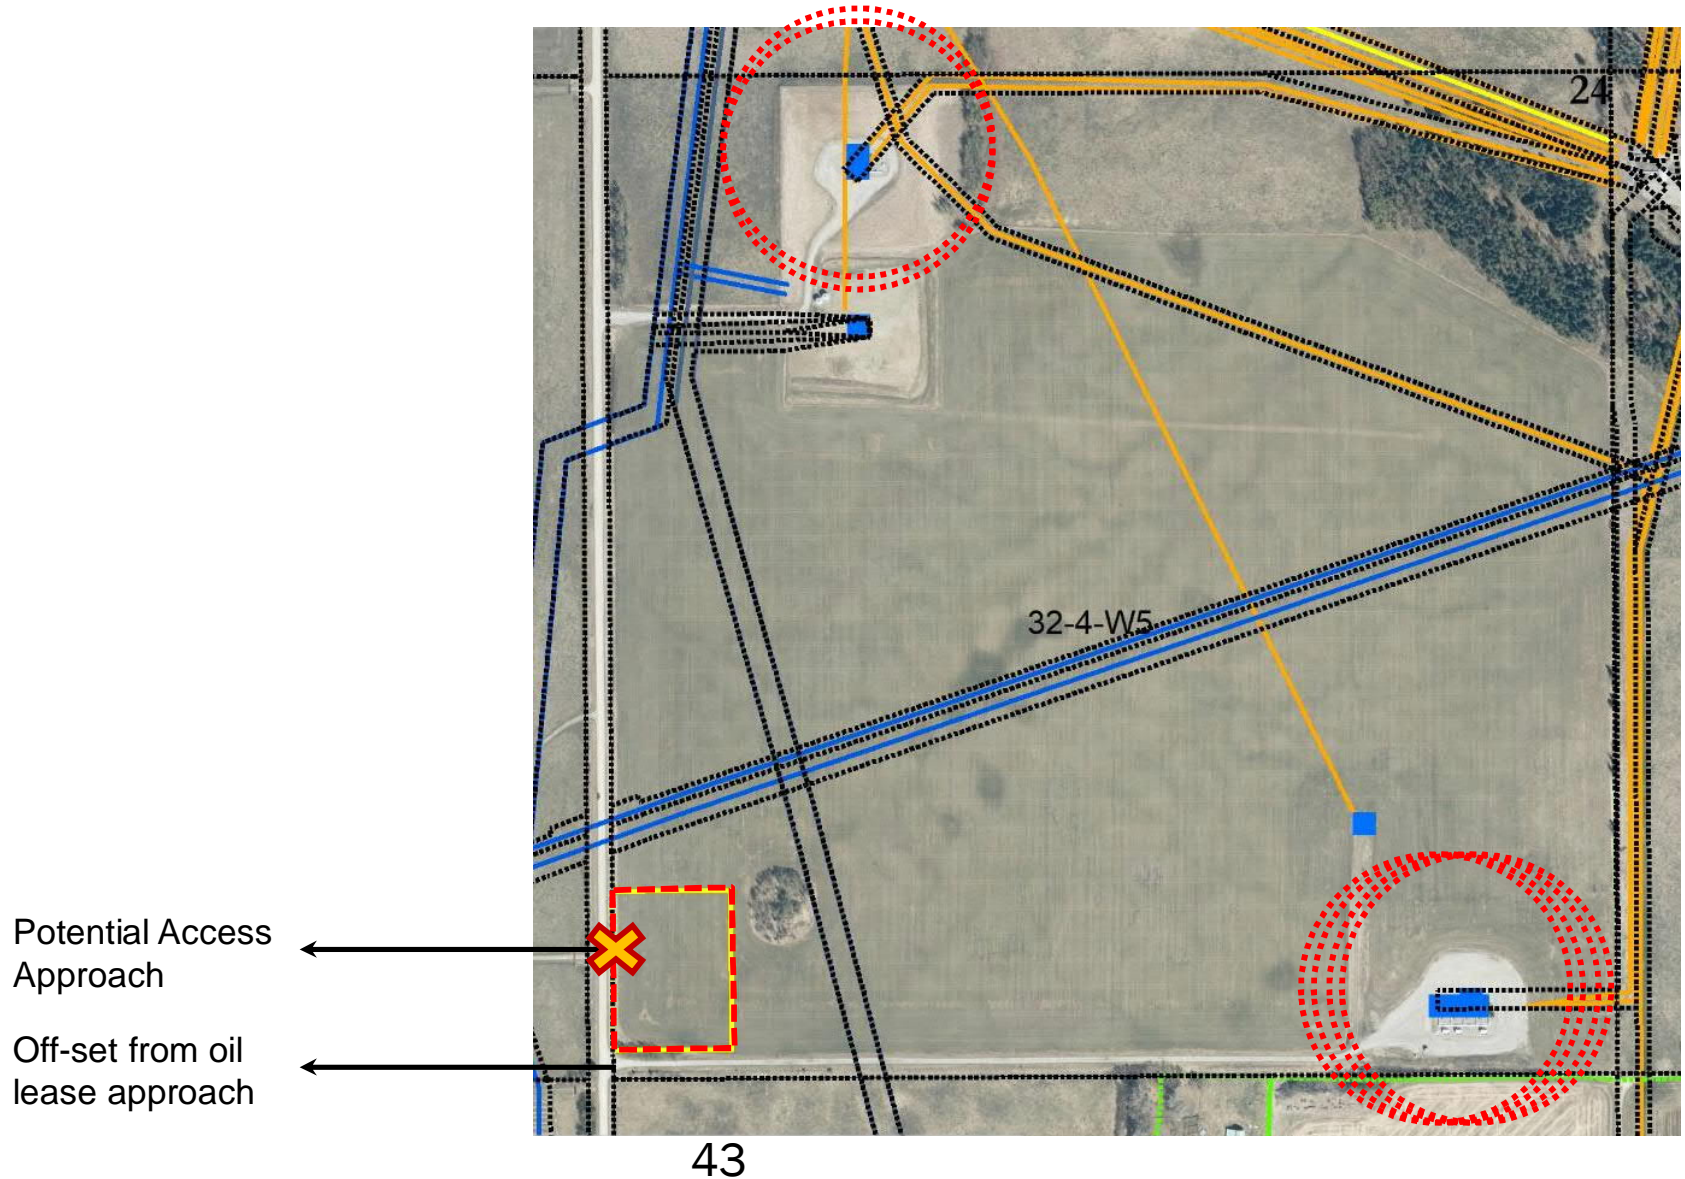 24
32-4-W5
Potential Access
Approach
Off-set from oil
lease approach
43